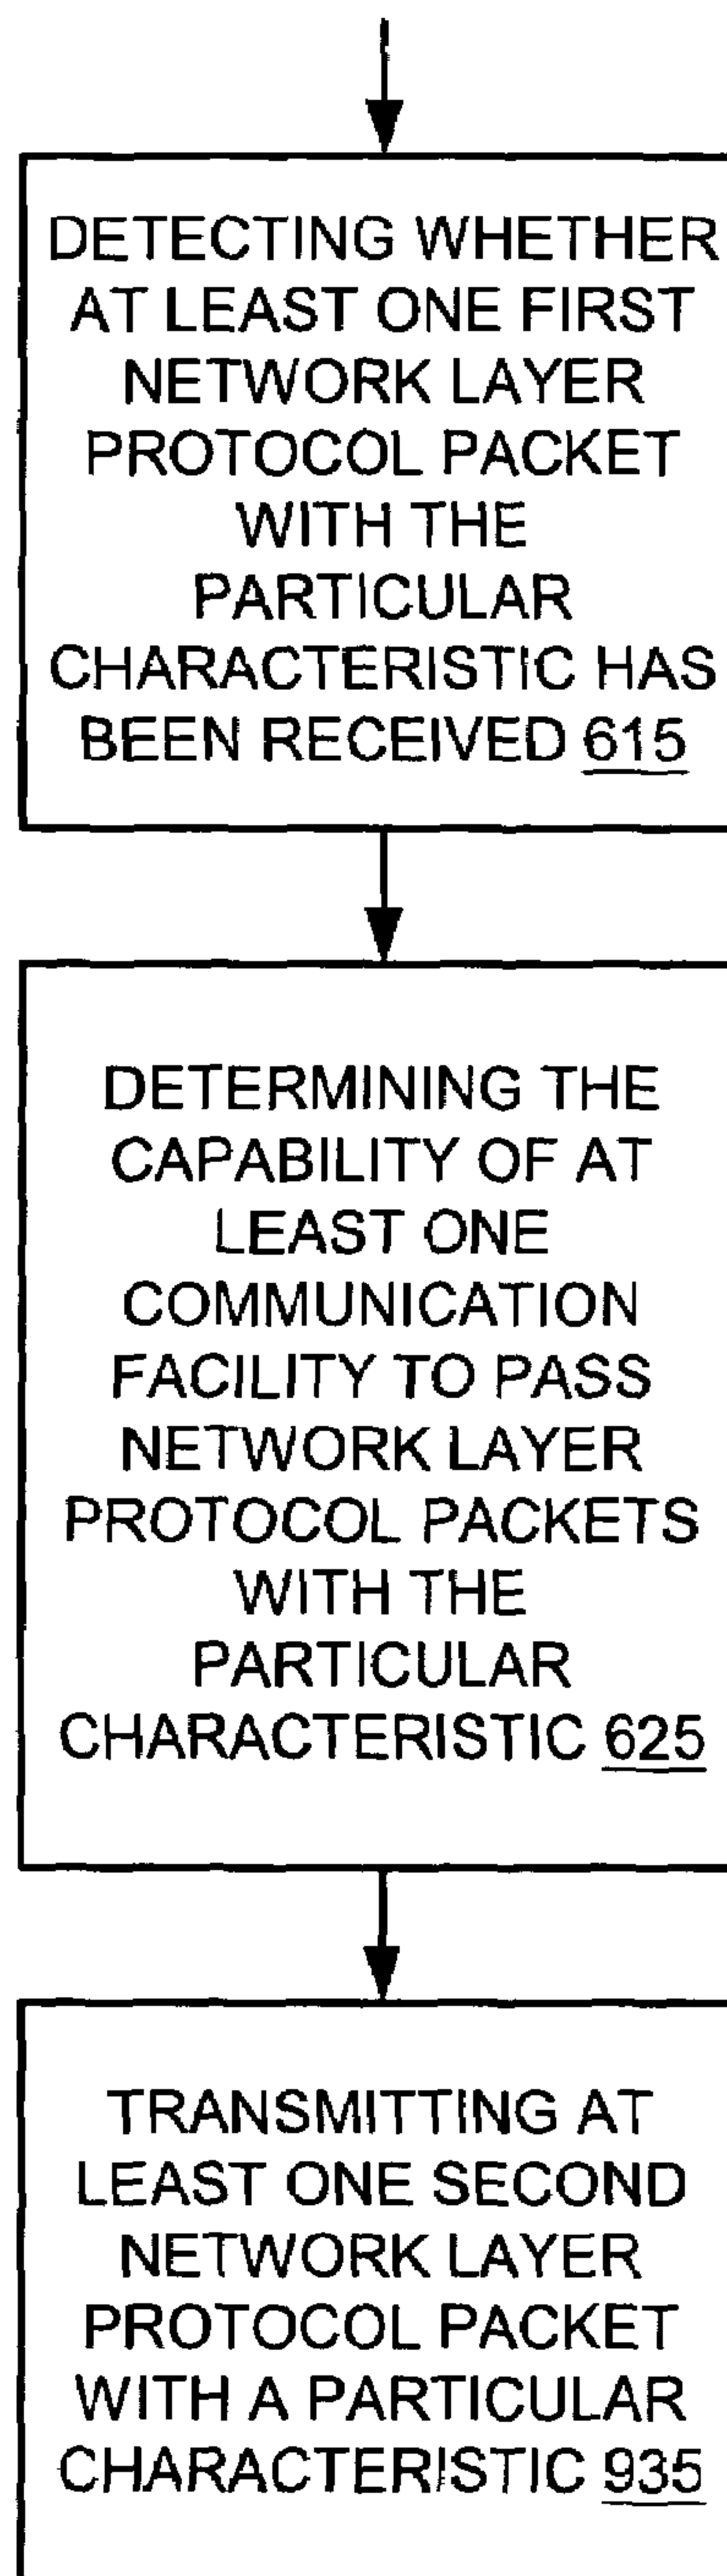 DETECTING WHETHER
AT LEAST ONE FIRST
NETWORK LAYER
PROTOCOL PACKET
WITH THE
PARTICULAR
CHARACTERISTIC HAS
BEEN RECEIVED 615
DETERMINING THE
CAPABILITY OF AT
LEAST ONE
COMMUNICATION
FACILITY TO PASS
NETWORK LAYER
PROTOCOL PACKETS
WITH THE
PARTICULAR
CHARACTERISTIC 625
TRANSMITTING AT
LEAST ONE SECOND
NETWORK LAYER
PROTOCOL PACKET
WITH A PARTICULAR
CHARACTERISTIC 935